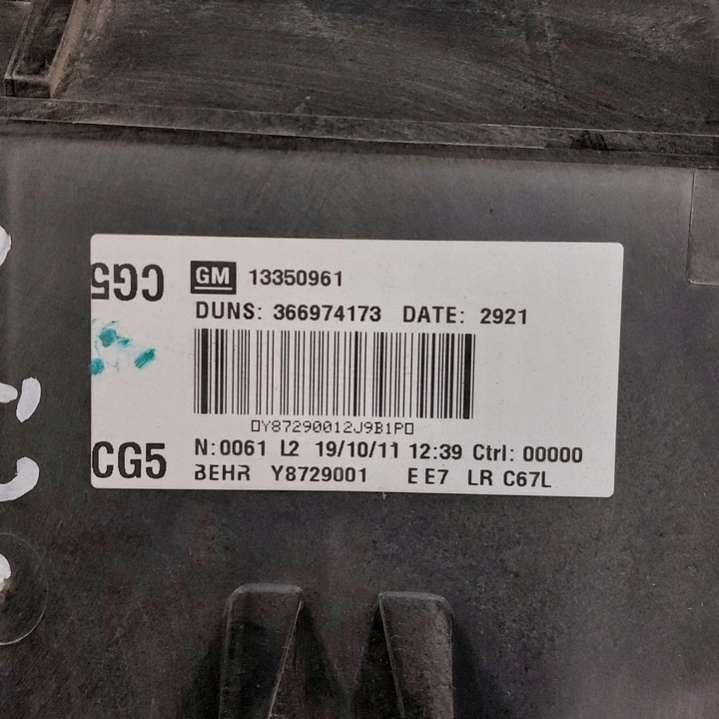 CG5
GM 13350961
DUNS: 366974173 DATE: 2921
▯Y87290012J9B1P▯
CG5
N:0061 L2 19/10/11 12:39 Ctrl: 00000
BEHR Y8729001 E E7 LR C67L